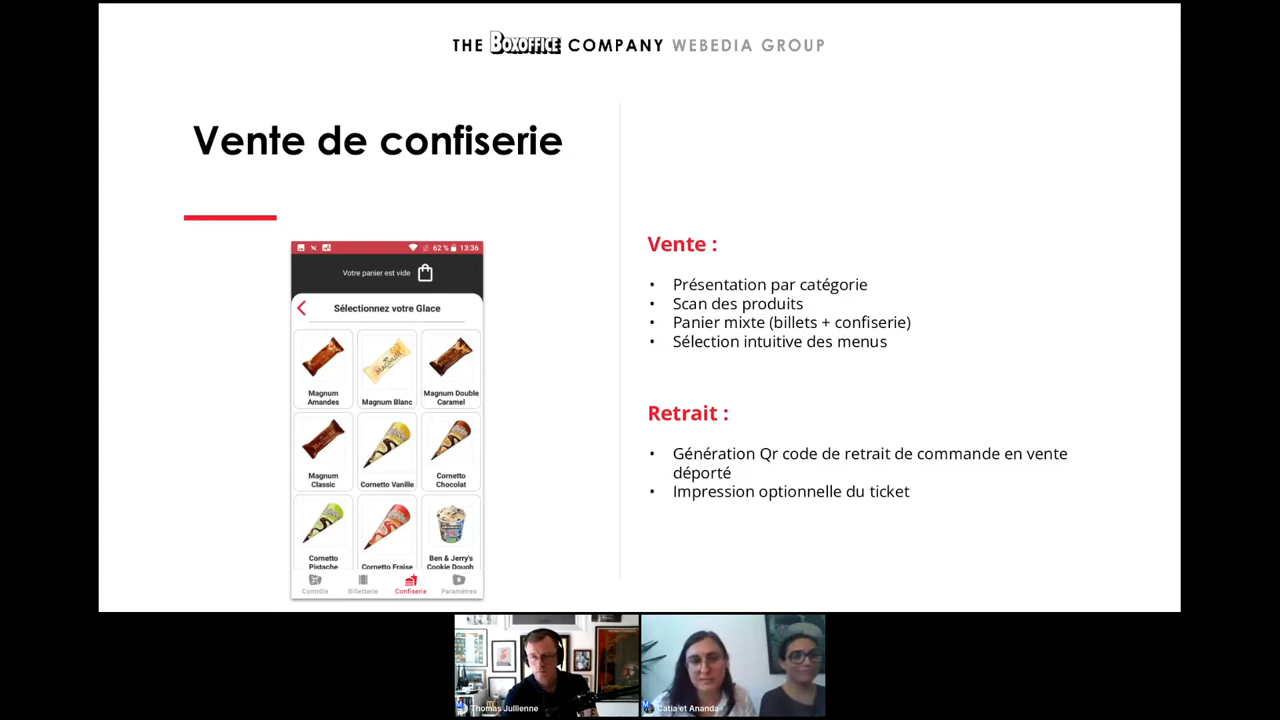 THE BOXOFFICE COMPANY WEBEDIA GROUP
Vente de confiserie
62 % 13:36
Votre panier est vide
Sélectionnez votre Glace
Magnum Amandes
Magnum Blanc
Magnum Double Caramel
Magnum Classic
Cornetto Vanille
Cornetto Chocolat
Cornetto Pistache
Cornetto Fraise
Ben & Jerry's Cookie Dough
Contrôle
Billetterie
Confiserie
Paramètres
Vente :
• Présentation par catégorie
• Scan des produits
• Panier mixte (billets + confiserie)
• Sélection intuitive des menus
Retrait :
• Génération Qr code de retrait de commande en vente
déporté
• Impression optionnelle du ticket
Thomas Jullienne
Catia et Ananda